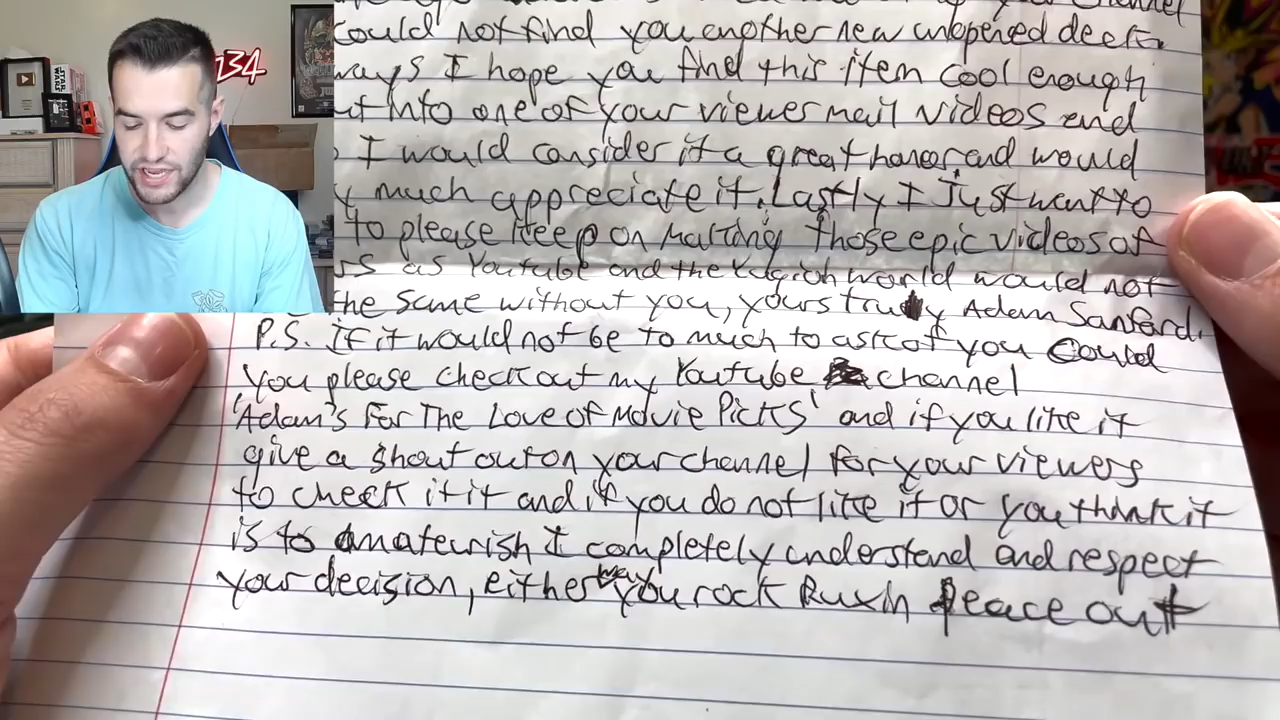 134
STAR WARS
channel
could not find you another new unopened deck.
ways I hope you find this item cool enough
ut into one of your viewer mail videos and
I would consider it a great honor and would
y much appreciate it. Lastly I Just want to
to please keep on making those epic videos of
ss as Youtube and the Yugioh world would not
the same without you, yours truly Adam Sanford.
P.S. If it would not be to much to ask of you Could
you please check out my Youtube channel
'Adam's For The Love of Movie Picks' and if you like it
give a shout out on your channel for your viewers
to check it it and if you do not like it or you think it
is to amateurish I completely understand and respect
your decision, either way you rock Ruxin Peace out